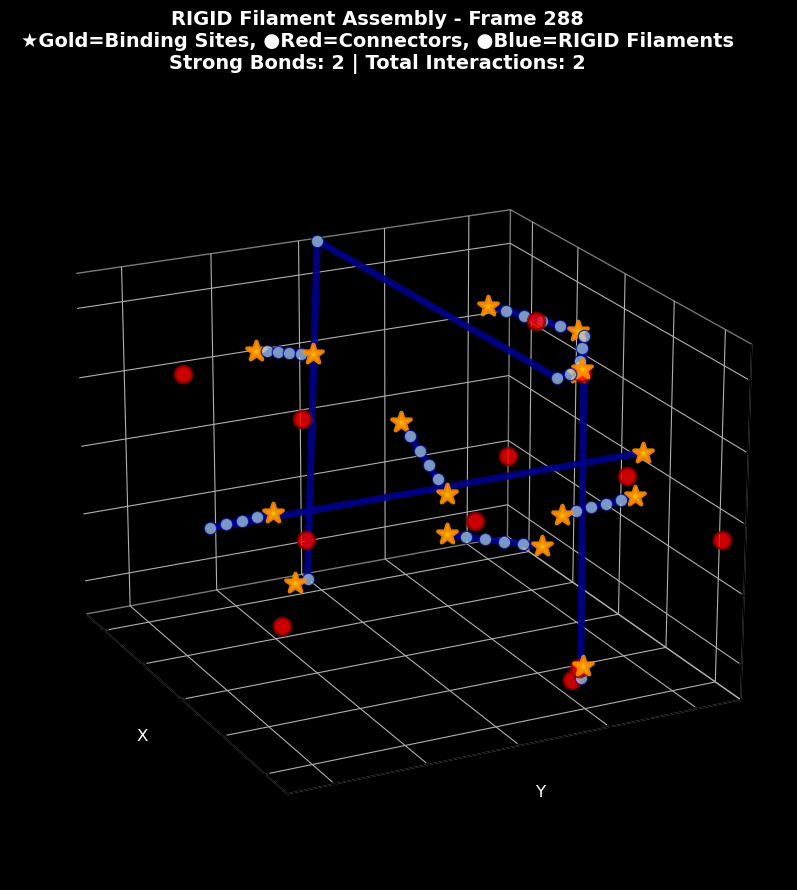 RIGID Filament Assembly - Frame 288
★Gold=Binding Sites, ●Red=Connectors, ●Blue=RIGID Filaments
Strong Bonds: 2 | Total Interactions: 2
X
Y